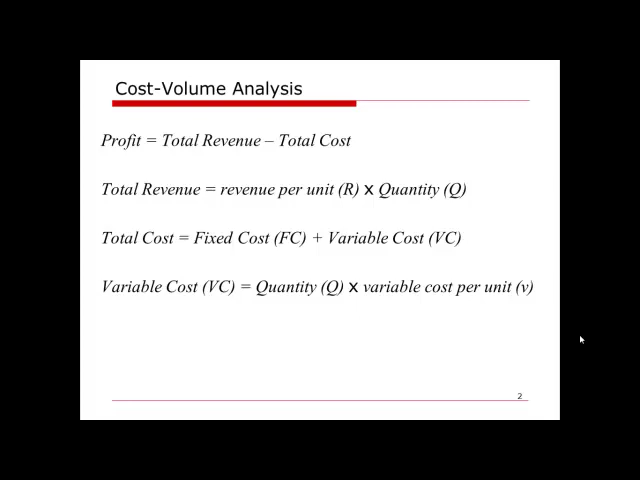 Cost-Volume Analysis
Profit = Total Revenue – Total Cost
Total Revenue = revenue per unit (R) x Quantity (Q)
Total Cost = Fixed Cost (FC) + Variable Cost (VC)
Variable Cost (VC) = Quantity (Q) x variable cost per unit (v)
2